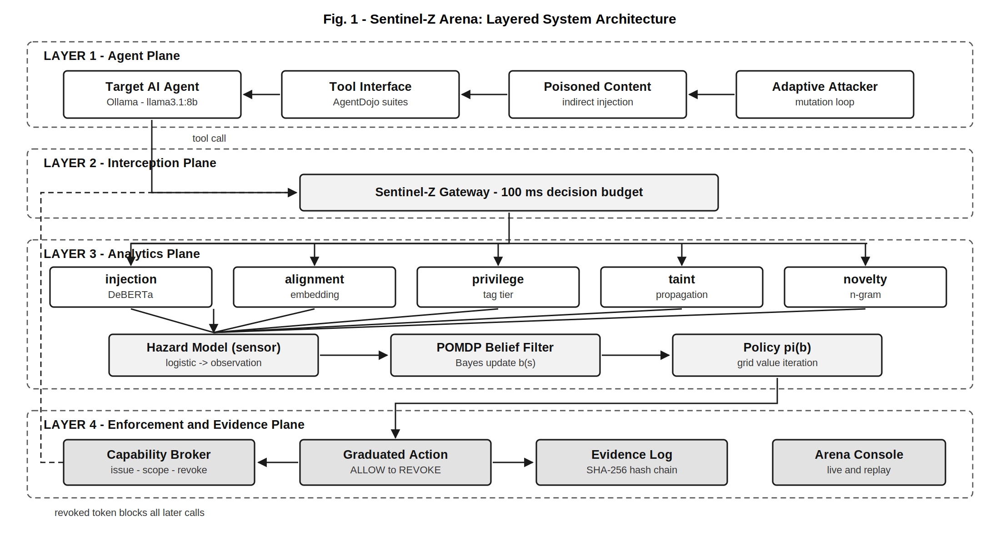 Fig. 1 - Sentinel-Z Arena: Layered System Architecture
LAYER 1 - Agent Plane
Target AI Agent
Ollama - llama3.1:8b
Tool Interface
AgentDojo suites
Poisoned Content
indirect injection
Adaptive Attacker
mutation loop
tool call
LAYER 2 - Interception Plane
Sentinel-Z Gateway - 100 ms decision budget
LAYER 3 - Analytics Plane
injection
DeBERTa
alignment
embedding
privilege
tag tier
taint
propagation
novelty
n-gram
Hazard Model (sensor)
logistic -> observation
POMDP Belief Filter
Bayes update b(s)
Policy pi(b)
grid value iteration
LAYER 4 - Enforcement and Evidence Plane
Capability Broker
issue - scope - revoke
Graduated Action
ALLOW to REVOKE
Evidence Log
SHA-256 hash chain
Arena Console
live and replay
revoked token blocks all later calls